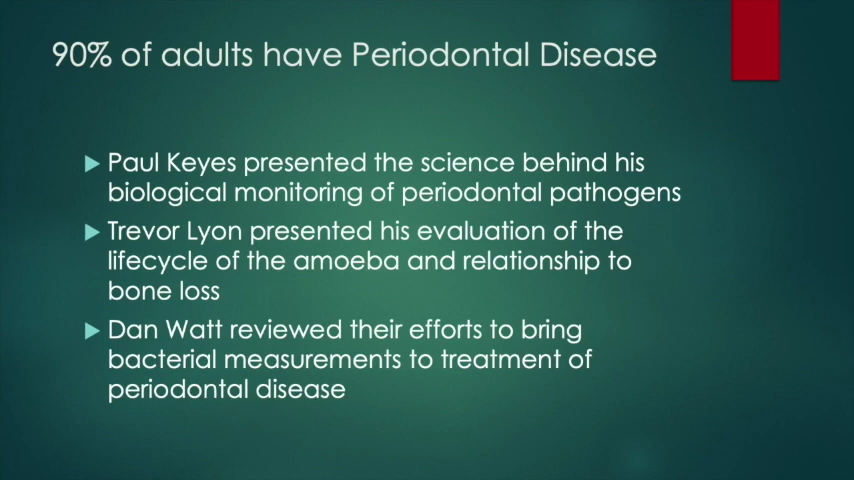 90% of adults have Periodontal Disease
Paul Keyes presented the science behind his
biological monitoring of periodontal pathogens
Trevor Lyon presented his evaluation of the
lifecycle of the amoeba and relationship to
bone loss
Dan Watt reviewed their efforts to bring
bacterial measurements to treatment of
periodontal disease